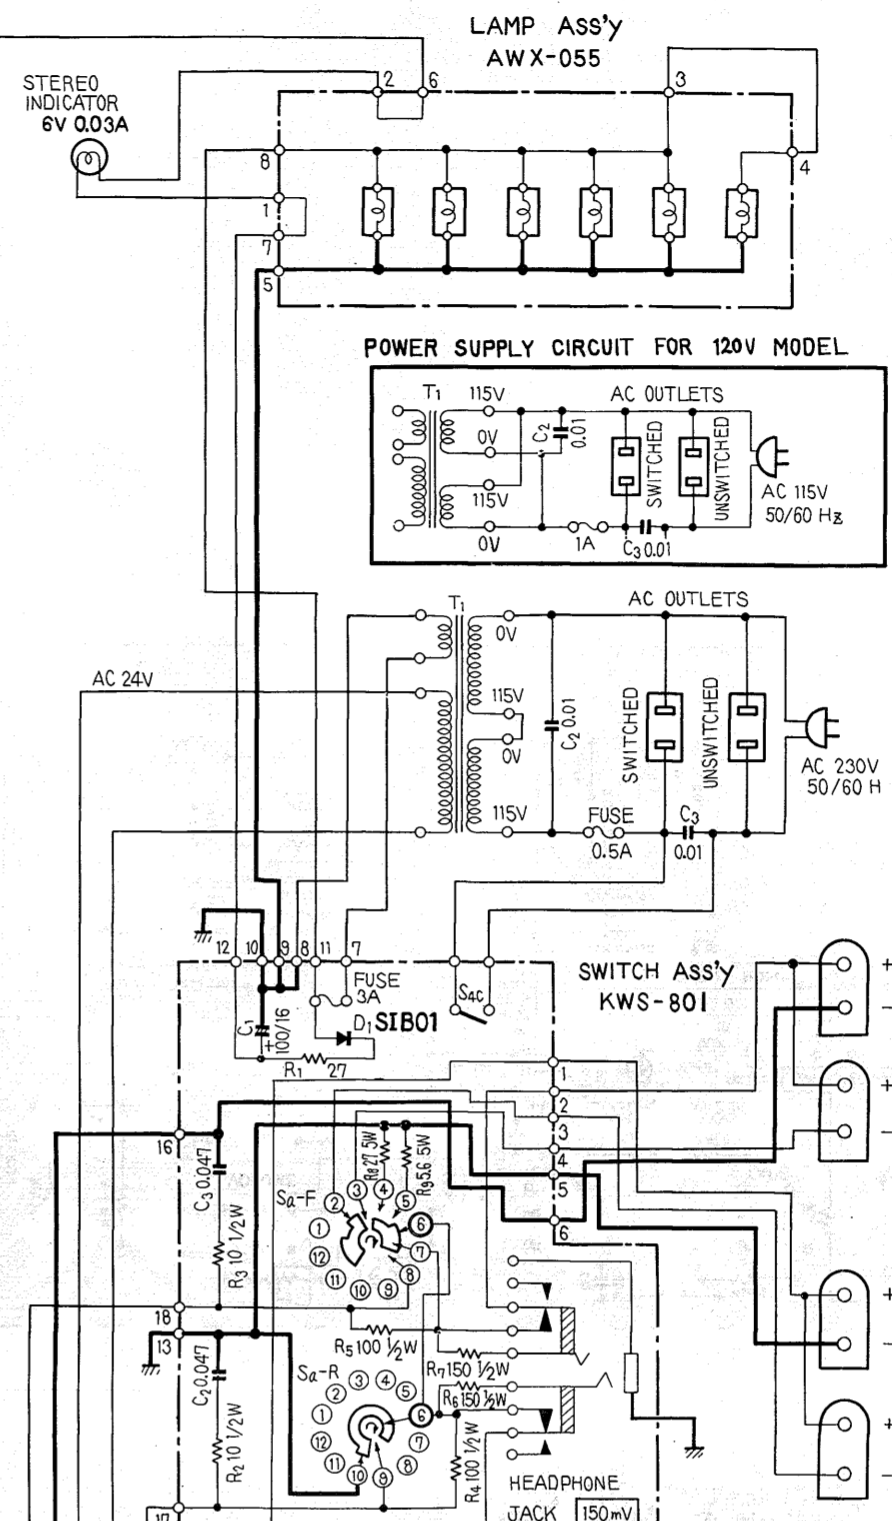 LAMP Ass'y
AWX-055
STEREO
INDICATOR
6V 0.03A
2 6 3
8 4
1
7
5
POWER SUPPLY CIRCUIT FOR 120V MODEL
T1 115V AC OUTLETS
0V C2 0.01
SWITCHED
UNSWITCHED
115V
AC 115V
50/60 Hz
0V 1A C3 0.01
T1 AC OUTLETS
0V
AC 24V
115V
C2 0.01
SWITCHED
UNSWITCHED
0V
AC 230V
50/60 H
115V FUSE C3
0.5A 0.01
12 10 9 8 11 7
FUSE
3A
S4c
SWITCH Ass'y
KWS-801
+
-
C1
+
100/16
D1 SIB01
R1 27
1
+
2
3
-
16
4
5
6
C3 0.047
R8 27 5W
R9 5.6 5W
Sa-F
1 2 3 4 5 6 7 8 9 10 11 12
R3 10 1/2W
18
13
+
-
R5 100 1/2W
R7 150 1/2W
C2 0.047
Sa-R
R6 150 1/2W
1 2 3 4 5 6 7 8 9 10 11 12
R2 10 1/2W
R4 100 1/2W
+
-
HEADPHONE
JACK 150mV
17